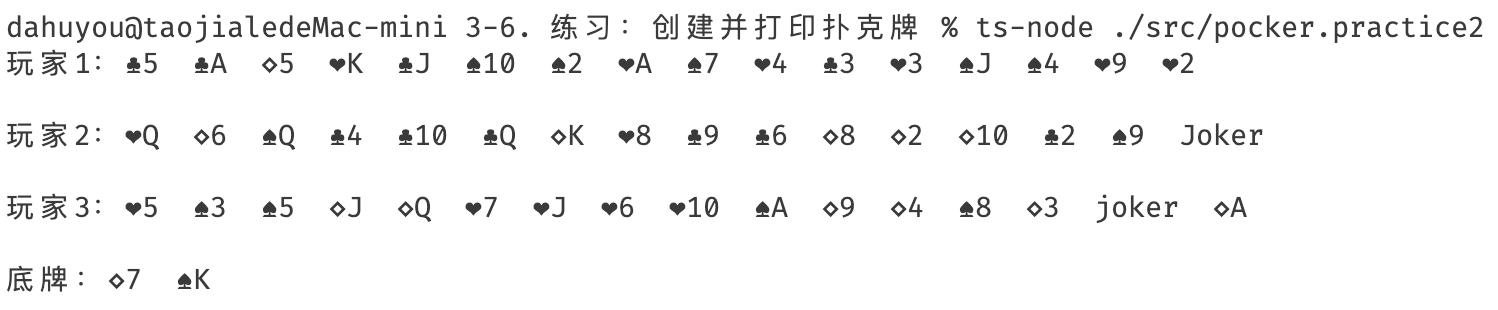 dahuyou@taojialedeMac-mini 3-6. 练习：创建并打印扑克牌 % ts-node ./src/pocker.practice2
玩家1：♣5 ♣A ⋄5 ❤K ♣J ♠10 ♠2 ❤A ♠7 ❤4 ♣3 ❤3 ♠J ♠4 ❤9 ❤2
玩家2：❤Q ⋄6 ♠Q ♣4 ♣10 ♣Q ⋄K ❤8 ♣9 ♣6 ⋄8 ⋄2 ⋄10 ♣2 ♠9 Joker
玩家3：❤5 ♠3 ♠5 ⋄J ⋄Q ❤7 ❤J ❤6 ❤10 ♠A ⋄9 ⋄4 ♠8 ⋄3 joker ⋄A
底牌：⋄7 ♠K